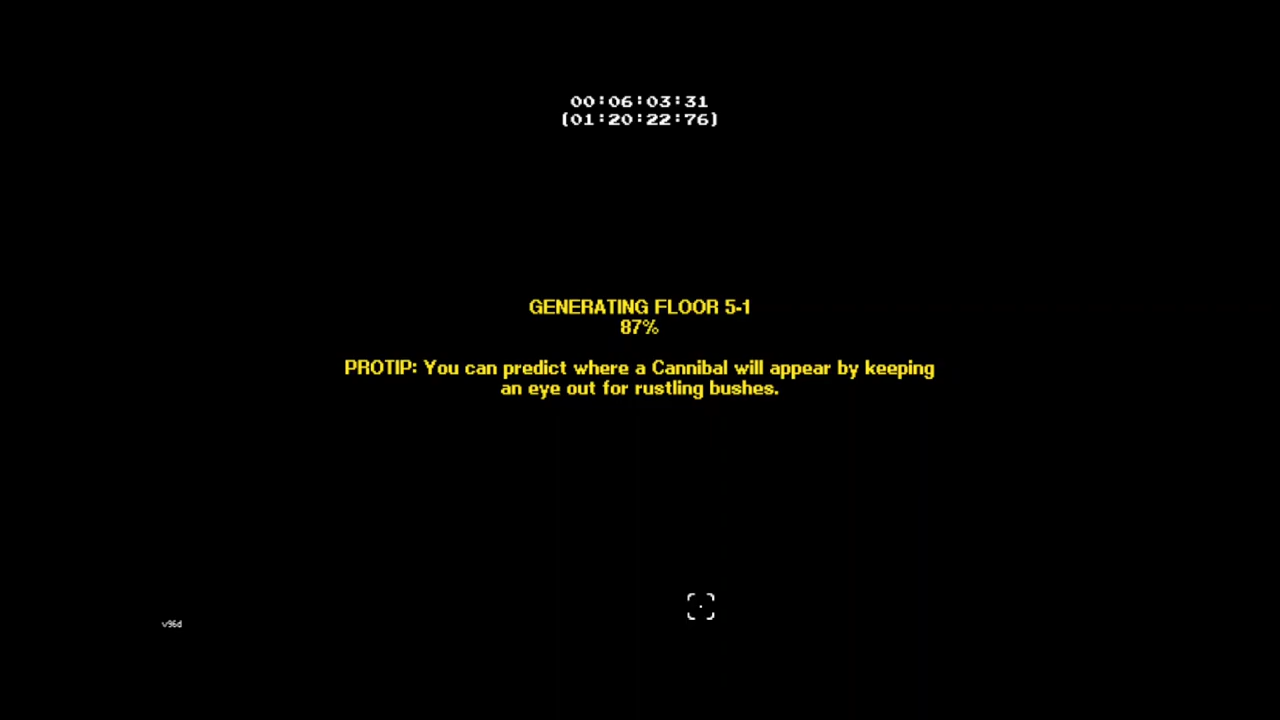 00:06:03:31
[01:20:22:76]
GENERATING FLOOR 5-1
87%
PROTIP: You can predict where a Cannibal will appear by keeping
an eye out for rustling bushes.
v96d